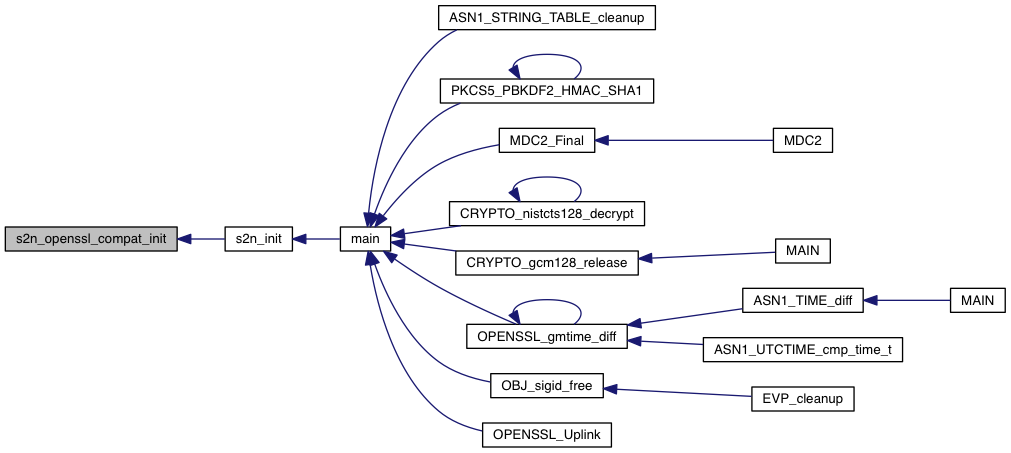 ASN1_STRING_TABLE_cleanup
PKCS5_PBKDF2_HMAC_SHA1
MDC2_Final
MDC2
CRYPTO_nistcts128_decrypt
s2n_openssl_compat_init
s2n_init
main
CRYPTO_gcm128_release
MAIN
ASN1_TIME_diff
MAIN
OPENSSL_gmtime_diff
ASN1_UTCTIME_cmp_time_t
OBJ_sigid_free
EVP_cleanup
OPENSSL_Uplink